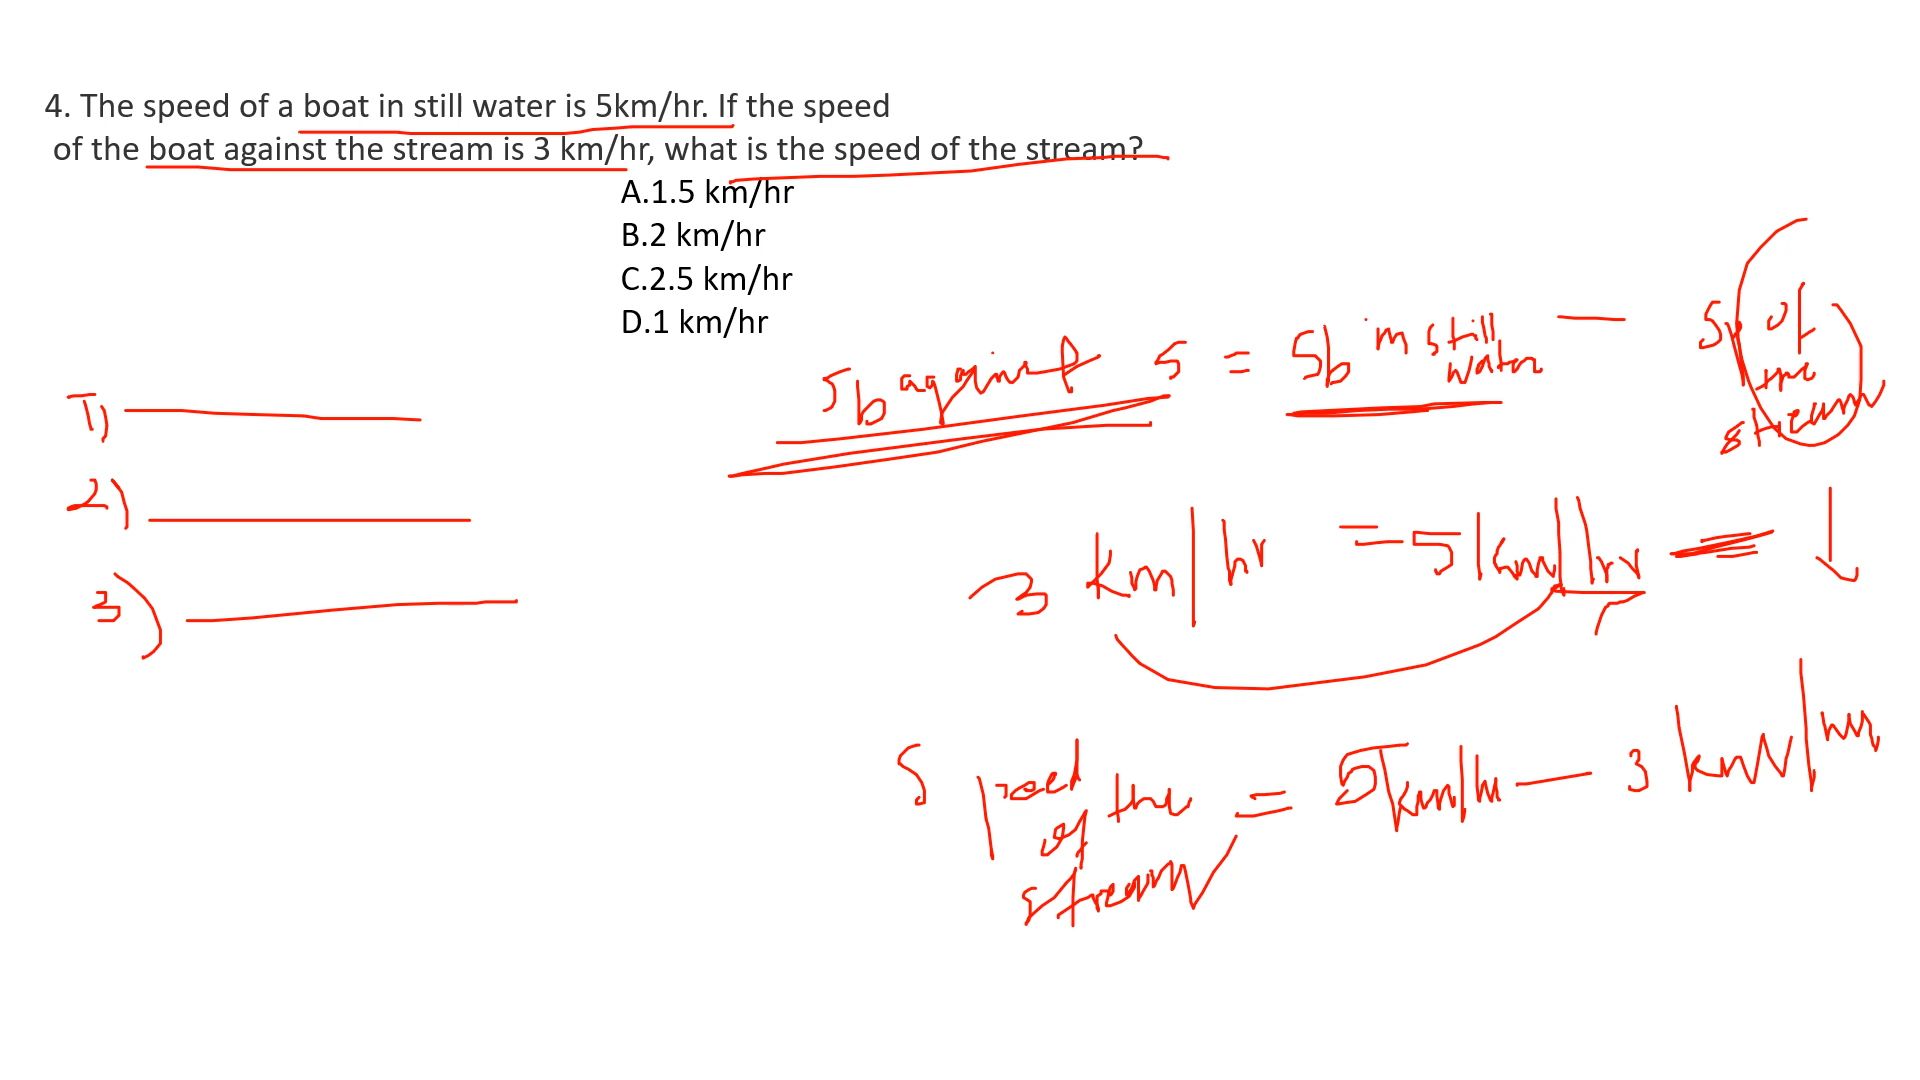 4. The speed of a boat in still water is 5km/hr. If the speed
of the boat against the stream is 3 km/hr, what is the speed of the stream?
A.1.5 km/hr
B.2 km/hr
C.2.5 km/hr
D.1 km/hr
Sb against S = Sb in still water — S of the stream
1)
2)
3)
3 km/hr = 5 km/hr —
Speed of the stream = 5 km/hr — 3 km/hr